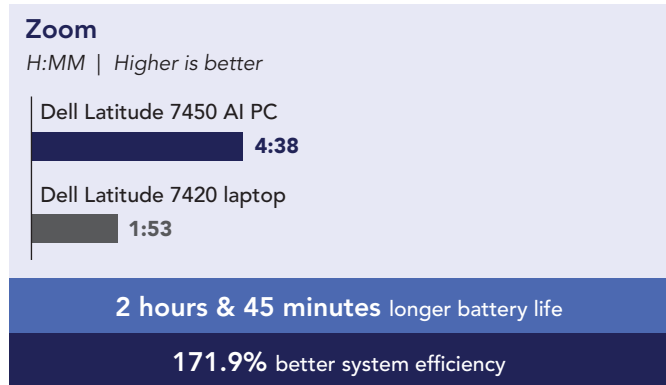 Zoom
H:MM | Higher is better
Dell Latitude 7450 AI PC
4:38
Dell Latitude 7420 laptop
1:53
2 hours & 45 minutes longer battery life
171.9% better system efficiency